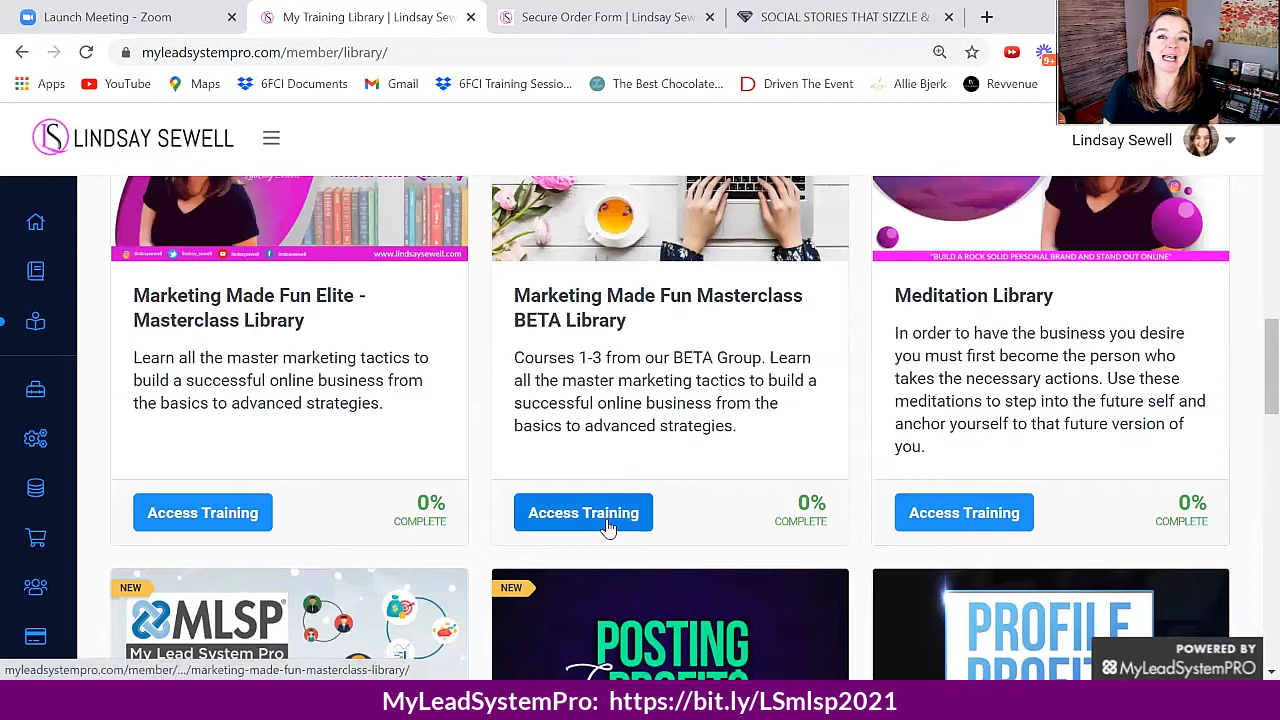 Launch Meeting - Zoom
My Training Library | Lindsay Sew
Secure Order Form | Lindsay Sew
SOCIAL STORIES THAT SIZZLE &
myleadsystempro.com/member/library/
9+
Apps
YouTube
Maps
6ECI Documents
Gmail
6ECI Training Sessio...
The Best Chocolate...
Driven The Event
Allie Bjerk
Revvenue
LS LINDSAY SEWELL
Lindsay Sewell
www.lindsaysewell.com
"BUILD A ROCK SOLID PERSONAL BRAND AND STAND OUT ONLINE"
Marketing Made Fun Elite -
Masterclass Library
Learn all the master marketing tactics to
build a successful online business from
the basics to advanced strategies.
Access Training
0%
COMPLETE
Marketing Made Fun Masterclass
BETA Library
Courses 1-3 from our BETA Group. Learn
all the master marketing tactics to build a
successful online business from the
basics to advanced strategies.
Access Training
0%
COMPLETE
Meditation Library
In order to have the business you desire
you must first become the person who
takes the necessary actions. Use these
meditations to step into the future self and
anchor yourself to that future version of
you.
Access Training
0%
COMPLETE
NEW
MLSP
My Lead System Pro
NEW
POSTING
PROFILE
POWERED BY
MyLeadSystemPRO
myleadsystempro.com/member/.../marketing-made-fun-masterclass-library/
MyLeadSystemPro: https://bit.ly/LSmlsp2021